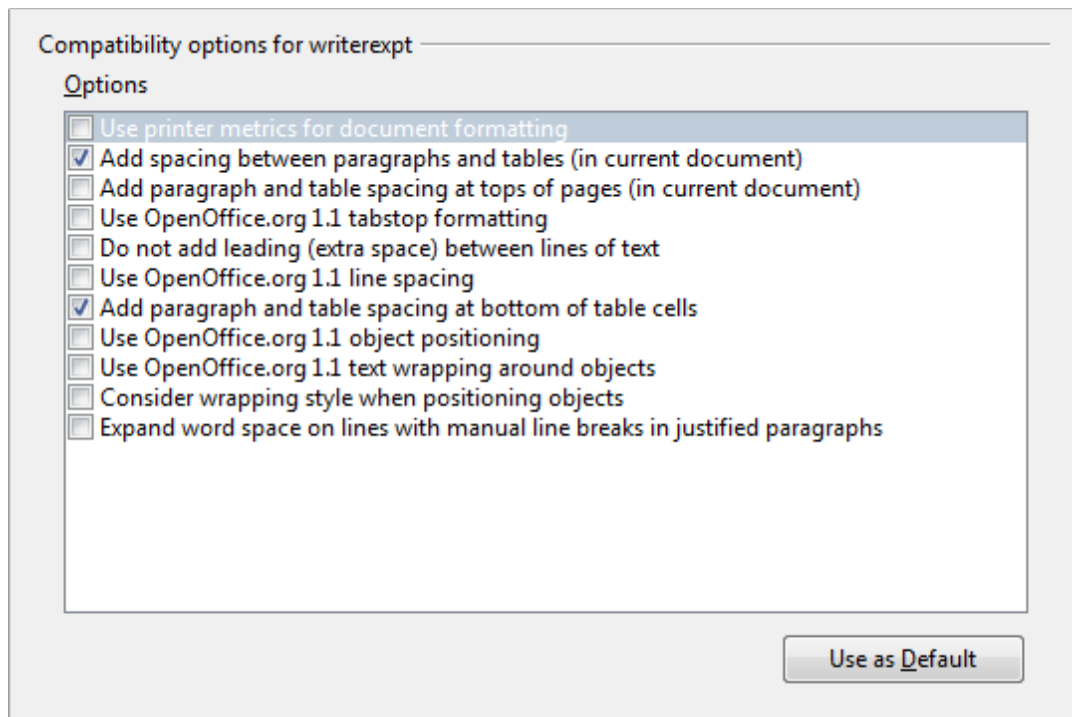 Compatibility options for writerexpt
Options
Use printer metrics for document formatting
Add spacing between paragraphs and tables (in current document)
Add paragraph and table spacing at tops of pages (in current document)
Use OpenOffice.org 1.1 tabstop formatting
Do not add leading (extra space) between lines of text
Use OpenOffice.org 1.1 line spacing
Add paragraph and table spacing at bottom of table cells
Use OpenOffice.org 1.1 object positioning
Use OpenOffice.org 1.1 text wrapping around objects
Consider wrapping style when positioning objects
Expand word space on lines with manual line breaks in justified paragraphs
Use as Default